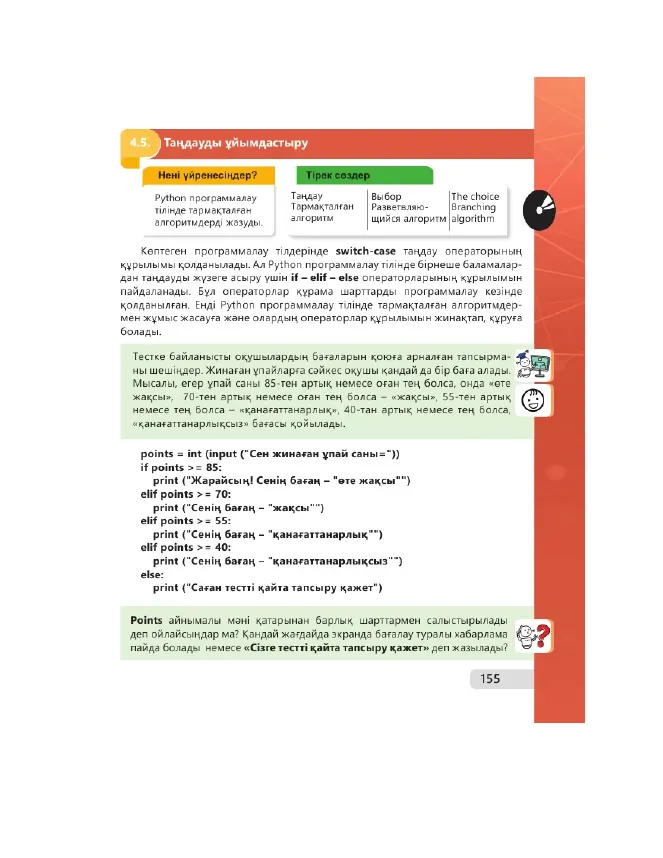 4.5. Таңдауды ұйымдастыру
Нені үйренесіңдер?
Python программалау
тілінде тармақталған
алгоритмдерді жазуды.
Тірек сөздер
Таңдау
Тармақталған
алгоритм
Выбор
Разветвляю-
щийся алгоритм
The choice
Branching
algorithm
Көптеген программалау тілдерінде switch-case таңдау операторының
құрылымы қолданылады. Ал Python программалау тілінде бірнеше баламалар-
дан таңдауды жүзеге асыру үшін if – elif – else операторларының құрылымын
пайдаланады. Бұл операторлар құрама шарттарды программалау кезінде
қолданылған. Енді Python программалау тілінде тармақталған алгоритмдер-
мен жұмыс жасауға және олардың операторлар құрылымын жинақтап, құруға
болады.
Тестке байланысты оқушылардың бағаларын қоюға арналған тапсырма-
ны шешіңдер. Жинаған ұпайларға сәйкес оқушы қандай да бір баға алады.
Мысалы, егер ұпай саны 85-тен артық немесе оған тең болса, онда «өте
жақсы», 70-тен артық немесе оған тең болса – «жақсы», 55-тен артық
немесе тең болса – «қанағаттанарлық», 40-тан артық немесе тең болса,
«қанағаттанарлықсыз» бағасы қойылады.
points = int (input ("Сен жинаған ұпай саны="))
if points >= 85:
print ("Жарайсың! Сенің бағаң – "өте жақсы"")
elif points >= 70:
print ("Сенің бағаң – "жақсы"")
elif points >= 55:
print ("Сенің бағаң – "қанағаттанарлық"")
elif points >= 40:
print ("Сенің бағаң – "қанағаттанарлықсыз"")
else:
print ("Саған тестті қайта тапсыру қажет")
Points айнымалы мәні қатарынан барлық шарттармен салыстырылады
деп ойлайсыңдар ма? Қандай жағдайда экранда бағалау туралы хабарлама
пайда болады немесе «Сізге тестті қайта тапсыру қажет» деп жазылады?
155